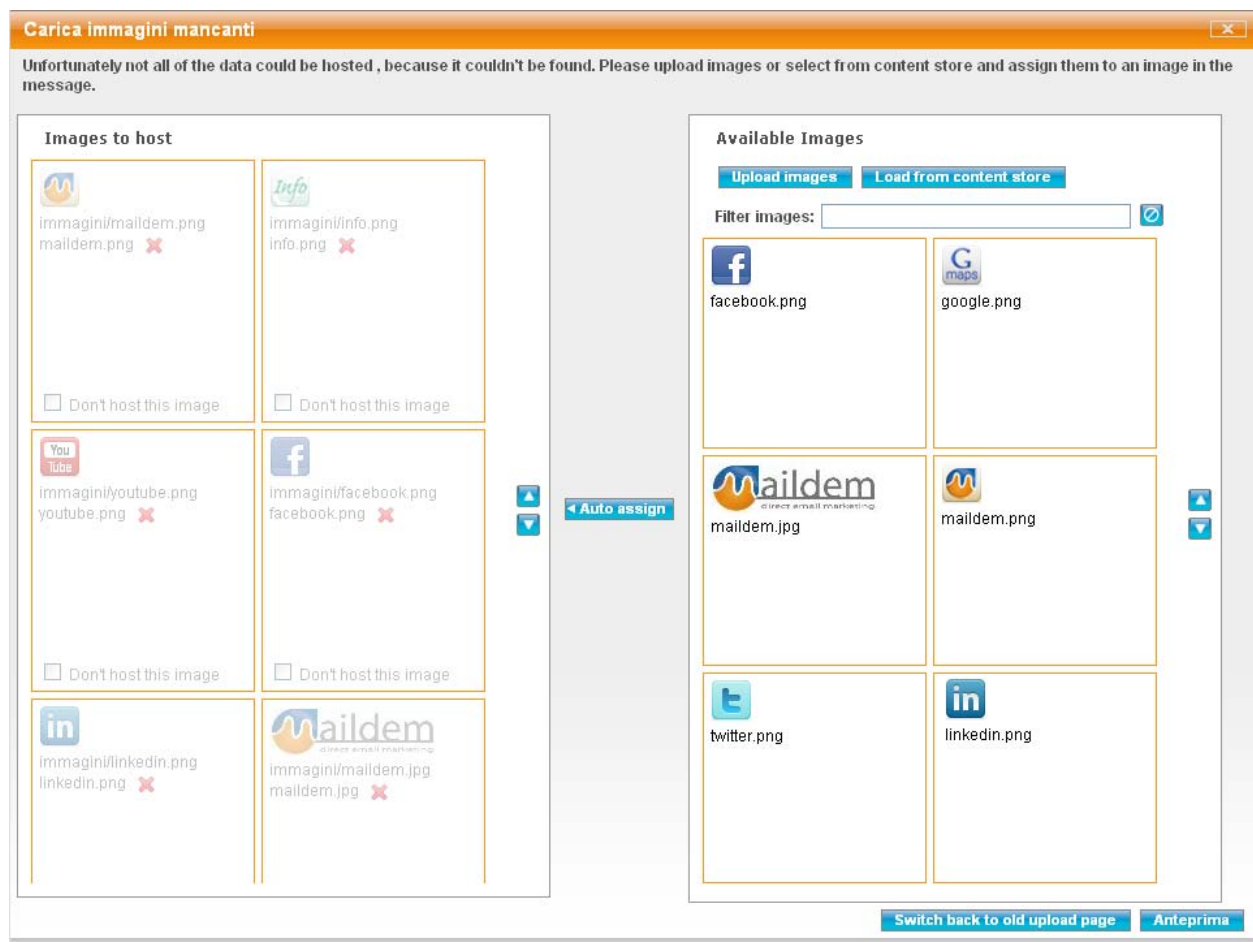 Carica immagini mancanti
Unfortunately not all of the data could be hosted , because it couldn't be found. Please upload images or select from content store and assign them to an image in the
message.
Images to host
immagini/maildem.png
maildem.png
Don't host this image
Info
immagini/info.png
info.png
Don't host this image
You
Tube
immagini/youtube.png
youtube.png
Don't host this image
f
immagini/facebook.png
facebook.png
Don't host this image
in
immagini/linkedin.png
linkedin.png
maildem
direct email marketing
immagini/maildem.jpg
maildem.jpg
Auto assign
Available Images
Upload images
Load from content store
Filter images:
f
facebook.png
G
maps
google.png
maildem
direct email marketing
maildem.jpg
maildem.png
t
twitter.png
in
linkedin.png
Switch back to old upload page
Anteprima